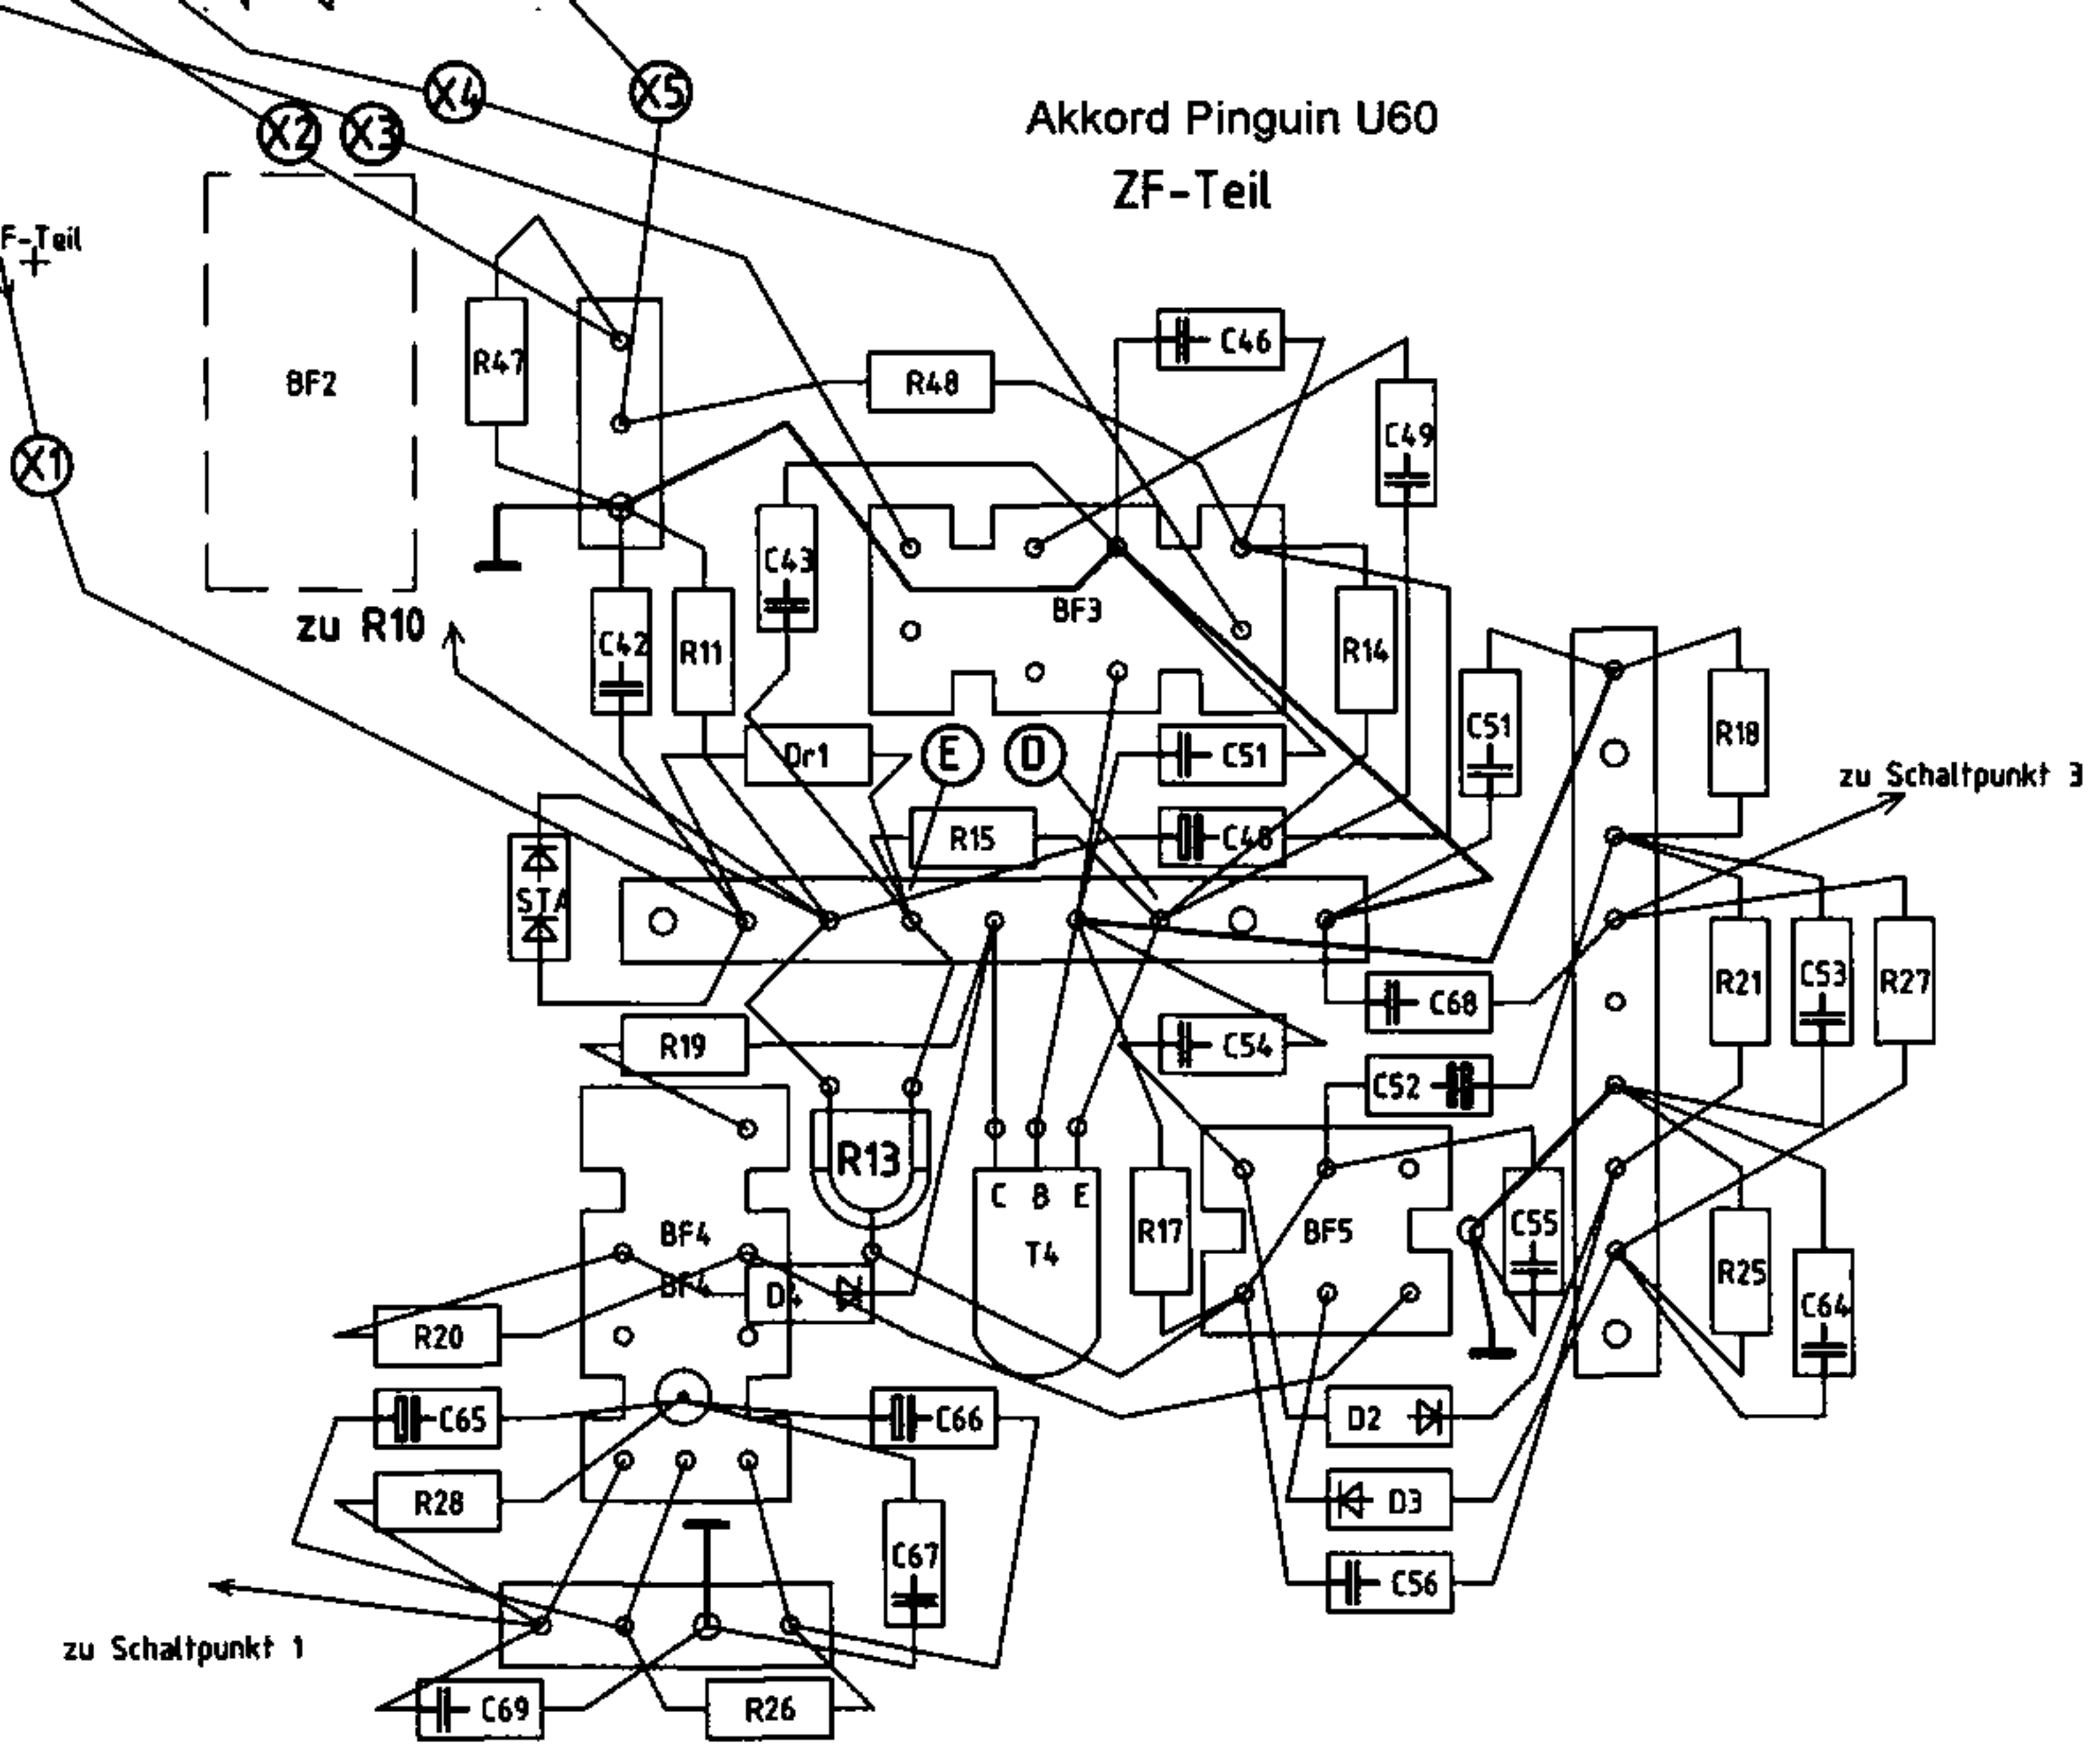 X4
X5
Akkord Pinguin U60
X2
X3
ZF-Teil
F-Teil
R47
BF2
C46
R48
C49
X1
C43
BF3
zu R10
C42
R11
R14
C51
R18
Dr1
E
D
C51
zu Schaltpunkt 3
R15
C48
STA
R21
C53
R27
C68
R19
C54
C52
R13
C B E
BF4
T4
R17
BF5
C55
R25
BF4
D4
C64
R20
C65
C66
D2
R28
D3
C67
C56
zu Schaltpunkt 1
C69
R26